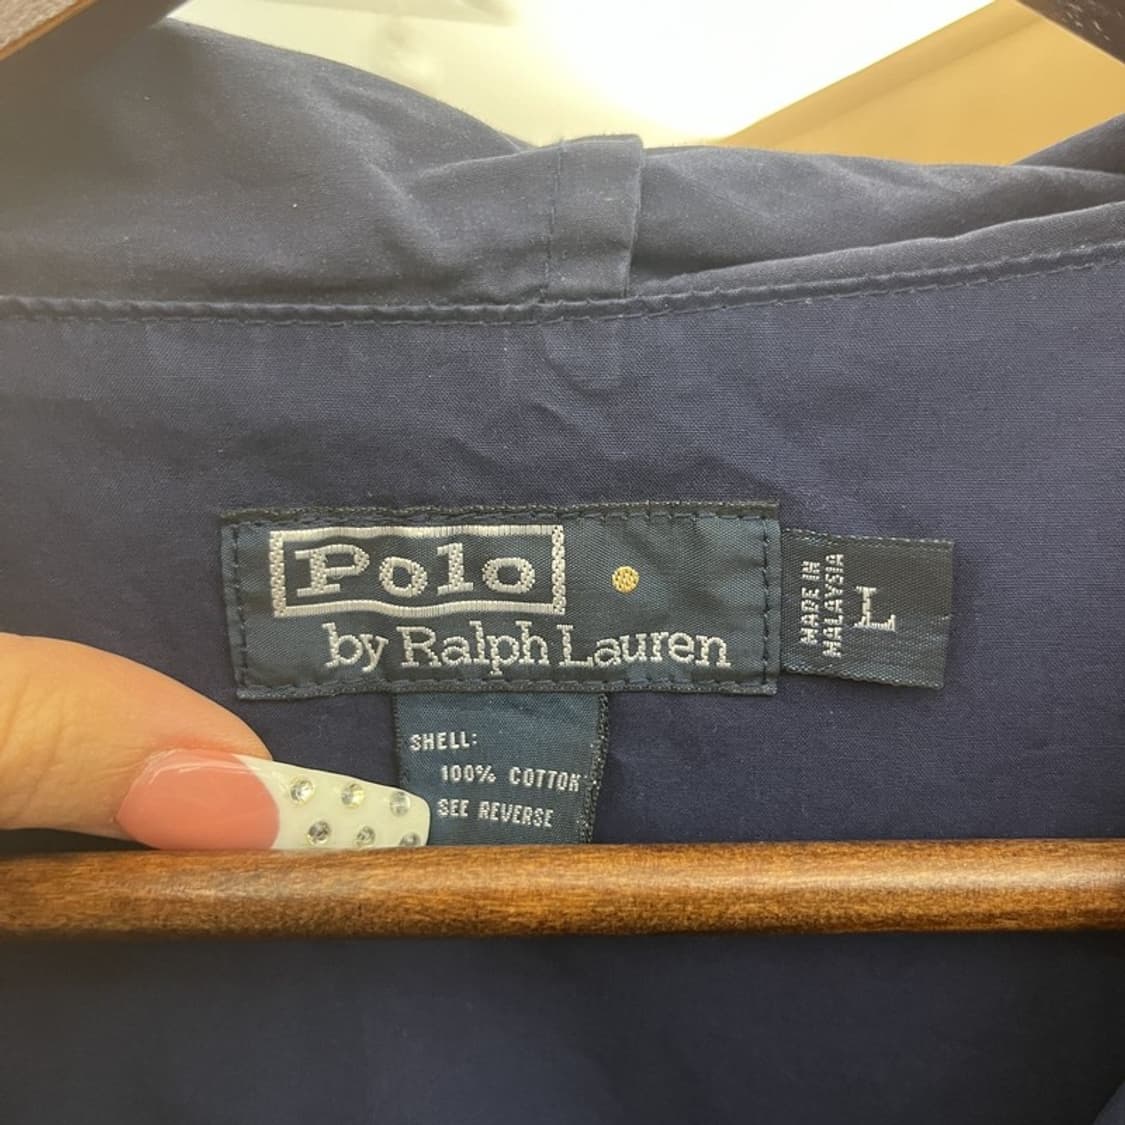 Polo
by Ralph Lauren
MADE IN
MALAYSIA
L
SHELL:
100% COTTON
SEE REVERSE